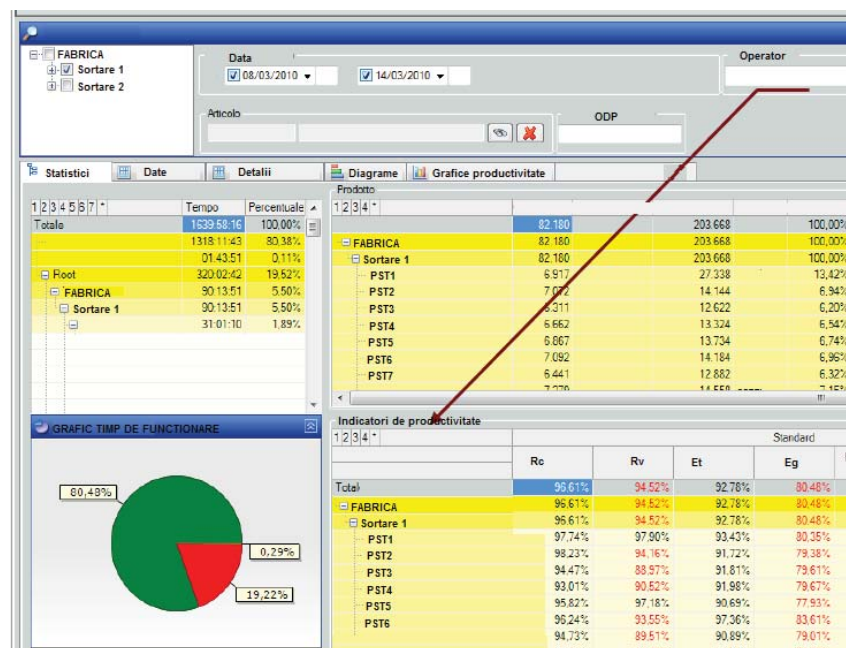 FABRICA
Sortare 1
Sortare 2
Data
08/03/2010
14/03/2010
Operator
Articolo
ODP
Statistici Date Detalii Diagrame Grafice productivitate
1 2 3 4 5 6 7 * Tempo Percentuale
Totale 1639:58:16 100,00%
1318:11:43 80,38%
01:43:51 0,11%
Root 320:02:42 19,52%
FABRICA 90:13:51 5,50%
Sortare 1 90:13:51 5,50%
31:01:10 1,89%
Prodotto
1 2 3 4 *
82.180 203.668 100,00%
FABRICA 82.180 203.668 100,00%
Sortare 1 82.180 203.668 100,00%
PST1 6.917 27.338 13,42%
PST2 7.072 14.144 6,94%
PST3 6.311 12.622 6,20%
PST4 6.662 13.324 6,54%
PST5 6.867 13.734 6,74%
PST6 7.092 14.184 6,96%
PST7 6.441 12.882 6,32%
GRAFIC TIMP DE FUNCTIONARE
80,48%
0,29%
19,22%
Indicatori de productivitate
1 2 3 4 *
Standard
Rc Rv Et Eg
Total 96,61% 94,52% 92,78% 80,48%
FABRICA 96,61% 94,52% 92,78% 80,48%
Sortare 1 96,61% 94,52% 92,78% 80,48%
PST1 97,74% 97,90% 93,43% 80,35%
PST2 98,23% 94,16% 91,72% 79,38%
PST3 94,47% 88,97% 91,81% 79,61%
PST4 93,01% 90,52% 91,98% 79,67%
PST5 95,82% 97,18% 90,69% 77,93%
PST6 96,24% 93,55% 97,36% 83,61%
94,73% 89,51% 90,89% 79,01%